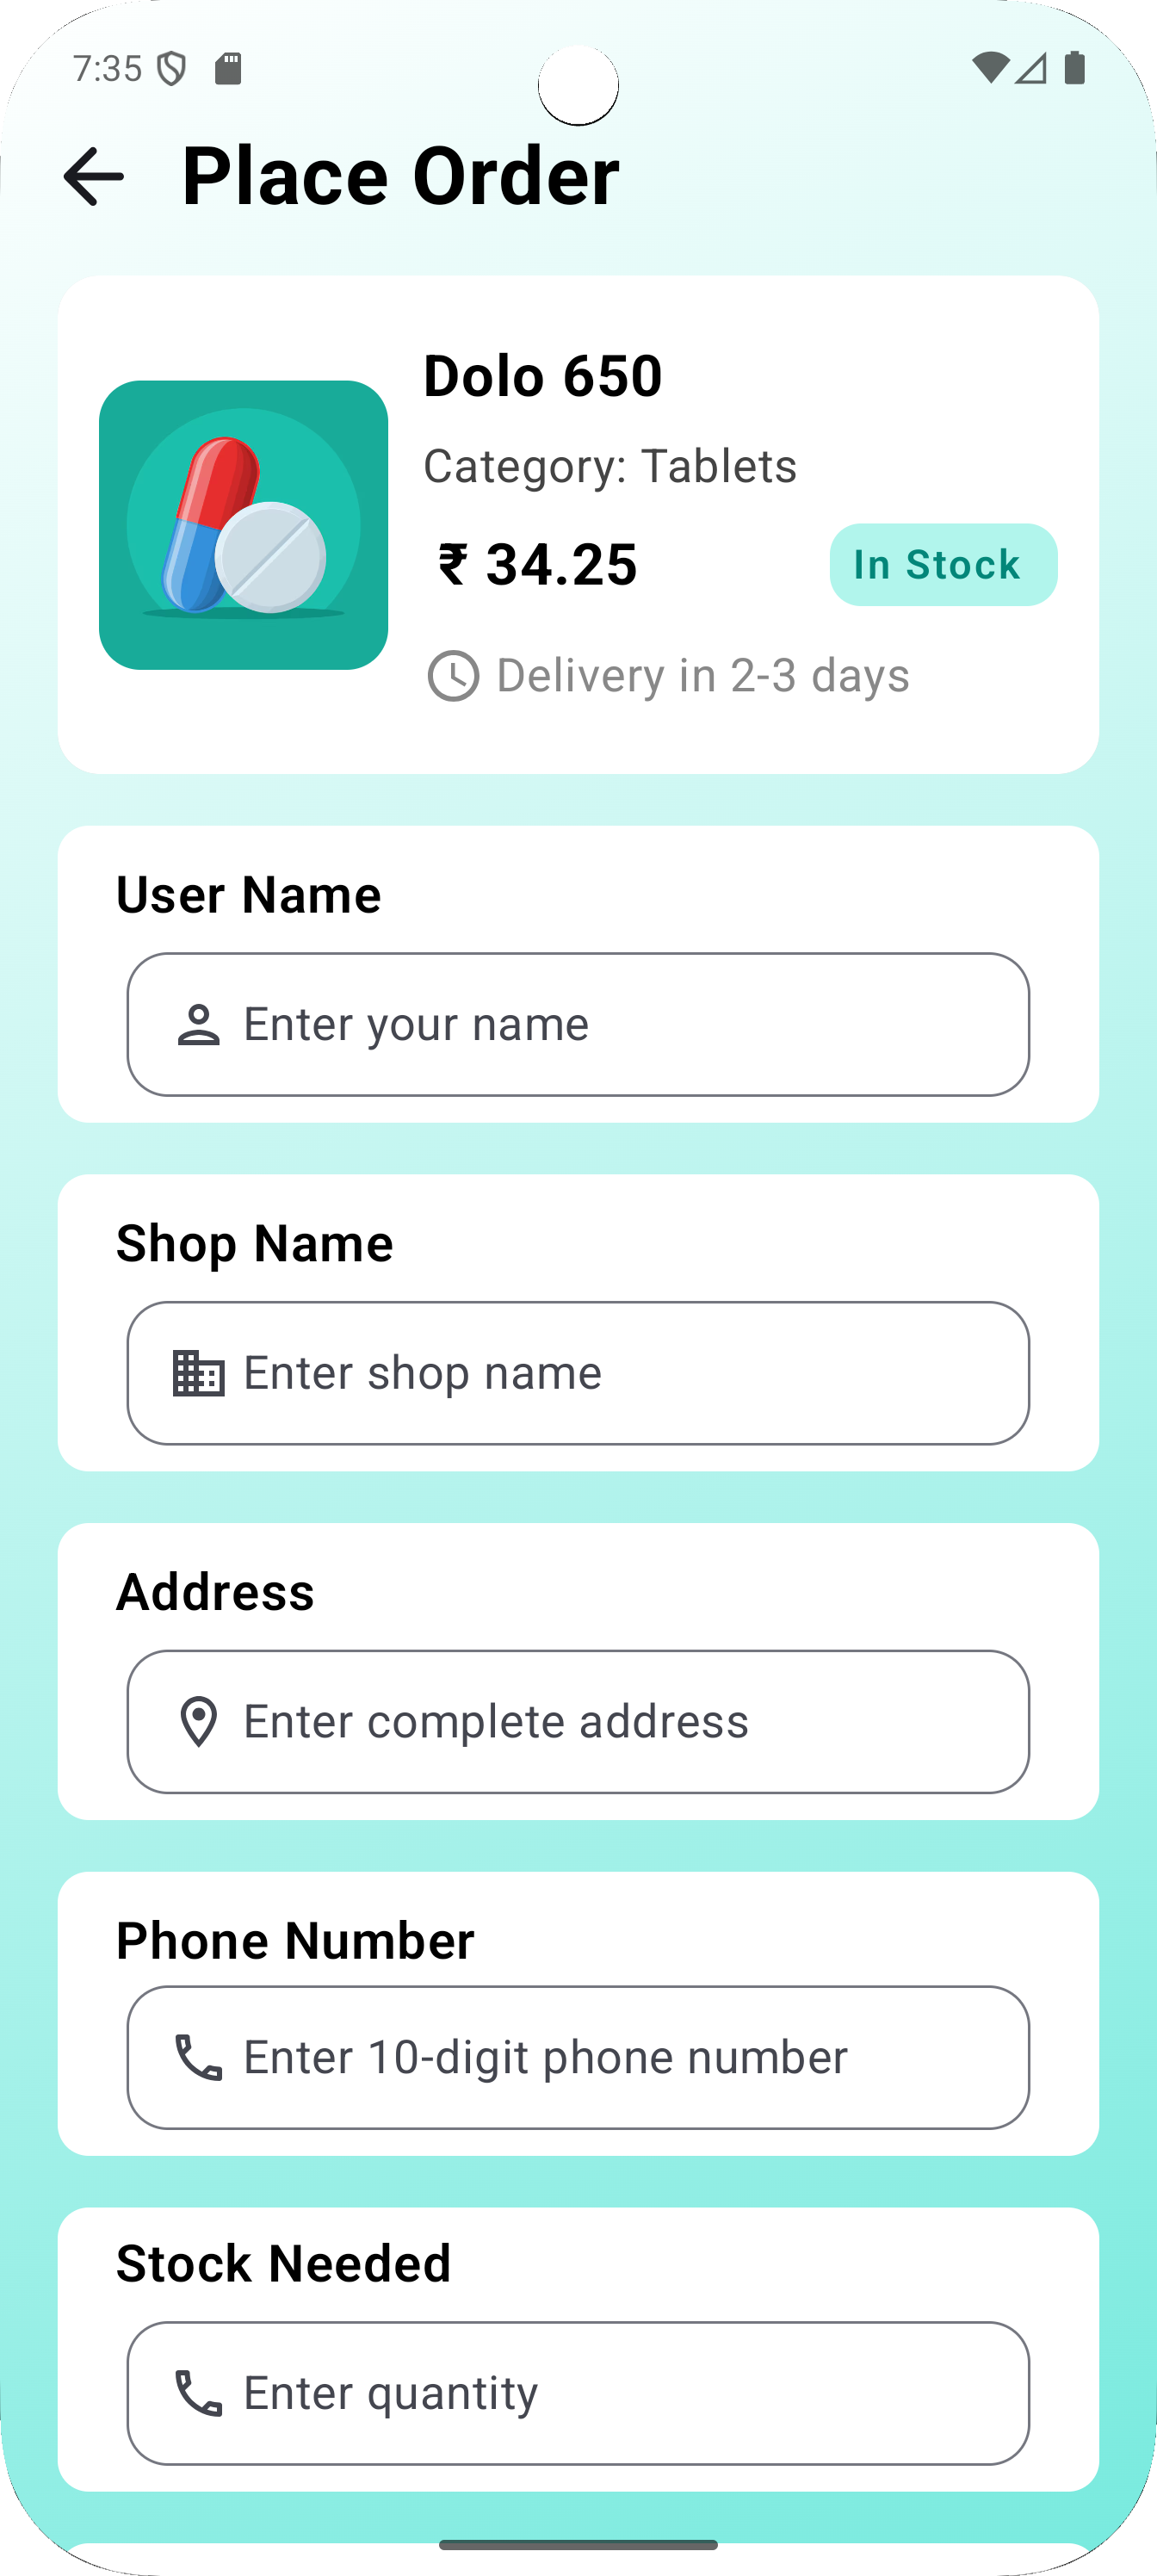 7:35
Place Order
Dolo 650
Category: Tablets
₹ 34.25
In Stock
Delivery in 2-3 days
User Name
Enter your name
Shop Name
Enter shop name
Address
Enter complete address
Phone Number
Enter 10-digit phone number
Stock Needed
Enter quantity